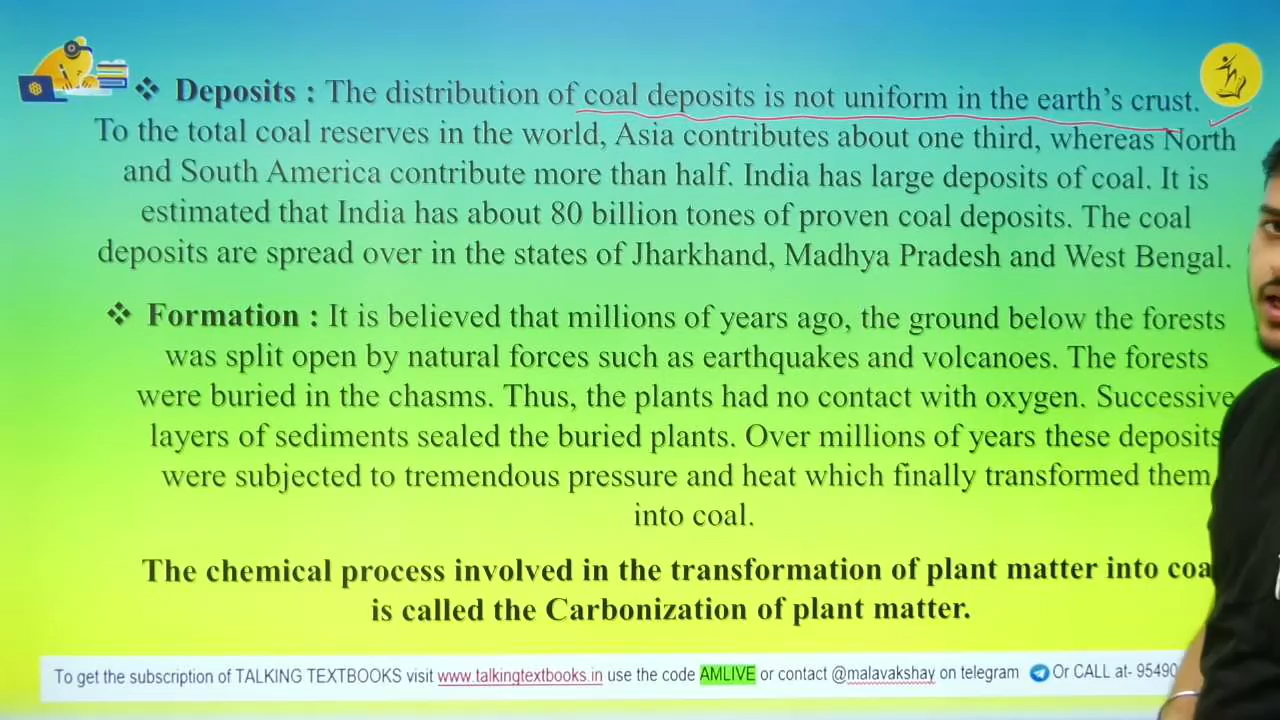 ❖ Deposits : The distribution of coal deposits is not uniform in the earth's crust.
To the total coal reserves in the world, Asia contributes about one third, whereas North
and South America contribute more than half. India has large deposits of coal. It is
estimated that India has about 80 billion tones of proven coal deposits. The coal
deposits are spread over in the states of Jharkhand, Madhya Pradesh and West Bengal.
❖ Formation : It is believed that millions of years ago, the ground below the forests
was split open by natural forces such as earthquakes and volcanoes. The forests
were buried in the chasms. Thus, the plants had no contact with oxygen. Successive
layers of sediments sealed the buried plants. Over millions of years these deposits
were subjected to tremendous pressure and heat which finally transformed them
into coal.
The chemical process involved in the transformation of plant matter into coa
is called the Carbonization of plant matter.
To get the subscription of TALKING TEXTBOOKS visit www.talkingtextbooks.in use the code AMLIVE or contact @malavakshay on telegram Or CALL at- 95490